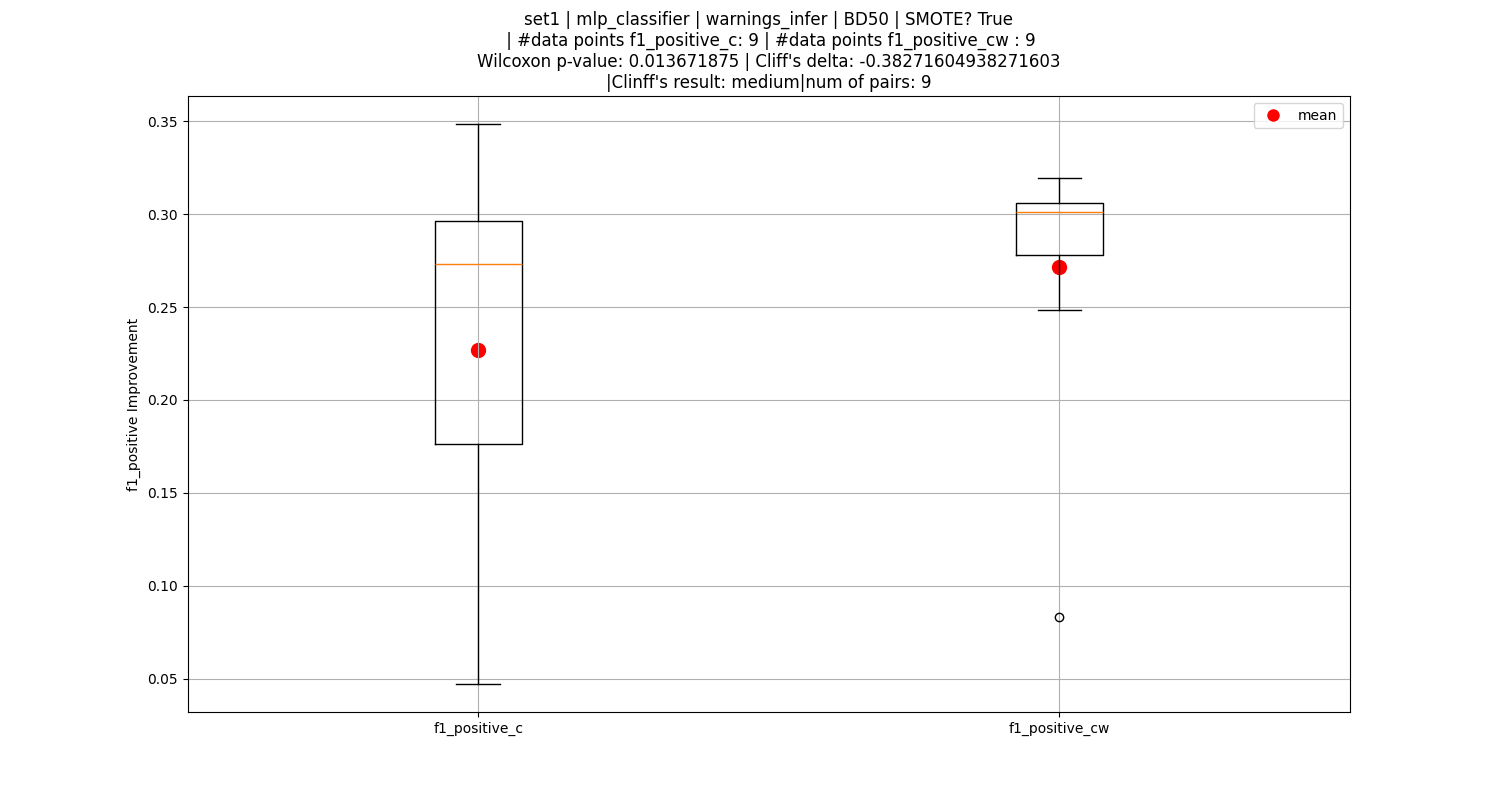 set1 | mlp_classifier | warnings_infer | BD50 | SMOTE? True
| #data points f1_positive_c: 9 | #data points f1_positive_cw : 9
Wilcoxon p-value: 0.013671875 | Cliff's delta: -0.38271604938271603
|Clinff's result: medium|num of pairs: 9
mean
0.35
0.30
0.25
0.20
0.15
0.10
0.05
f1_positive Improvement
f1_positive_c
f1_positive_cw